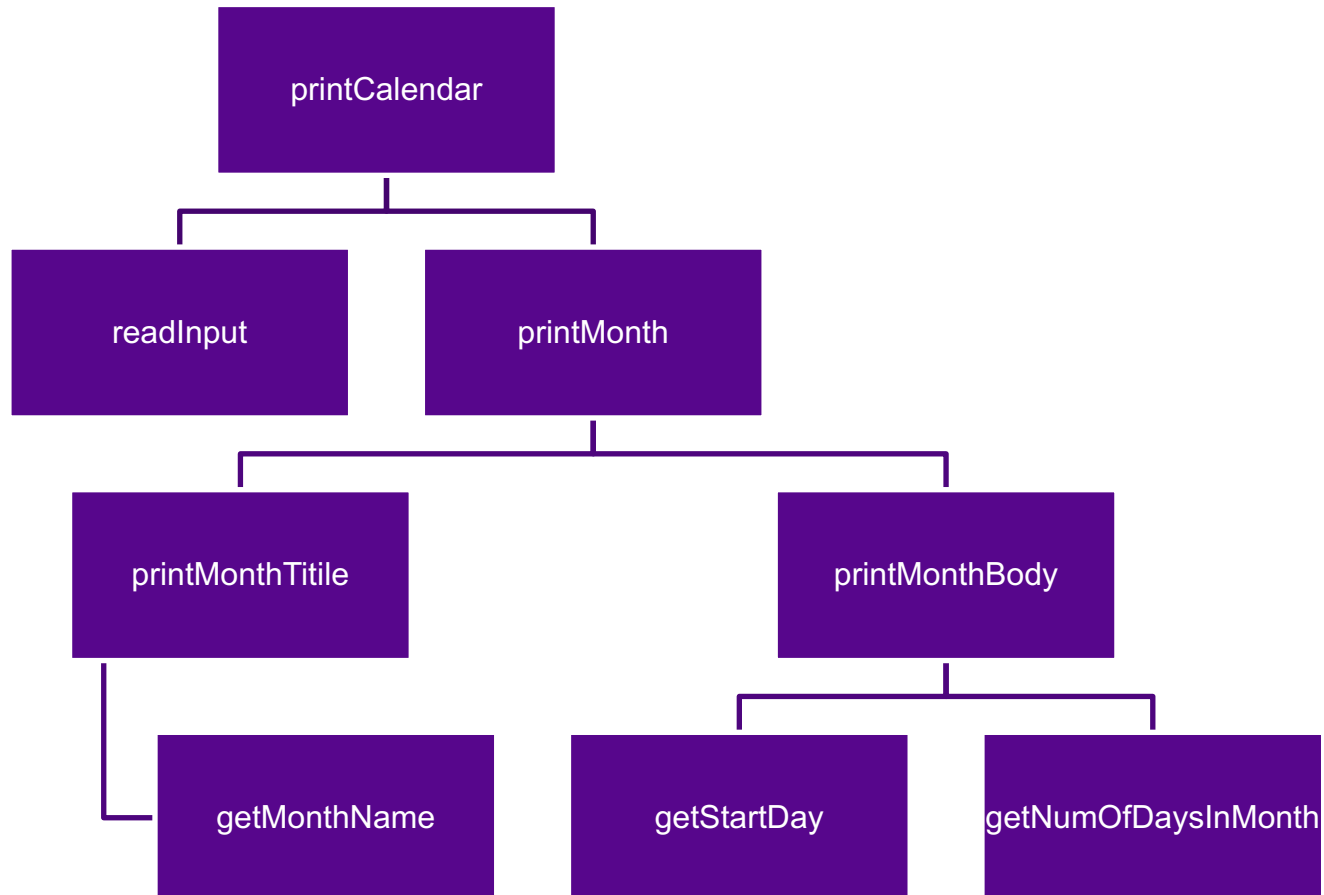 printCalendar
readInput
printMonth
printMonthTitile
printMonthBody
getMonthName
getStartDay
getNumOfDaysInMonth